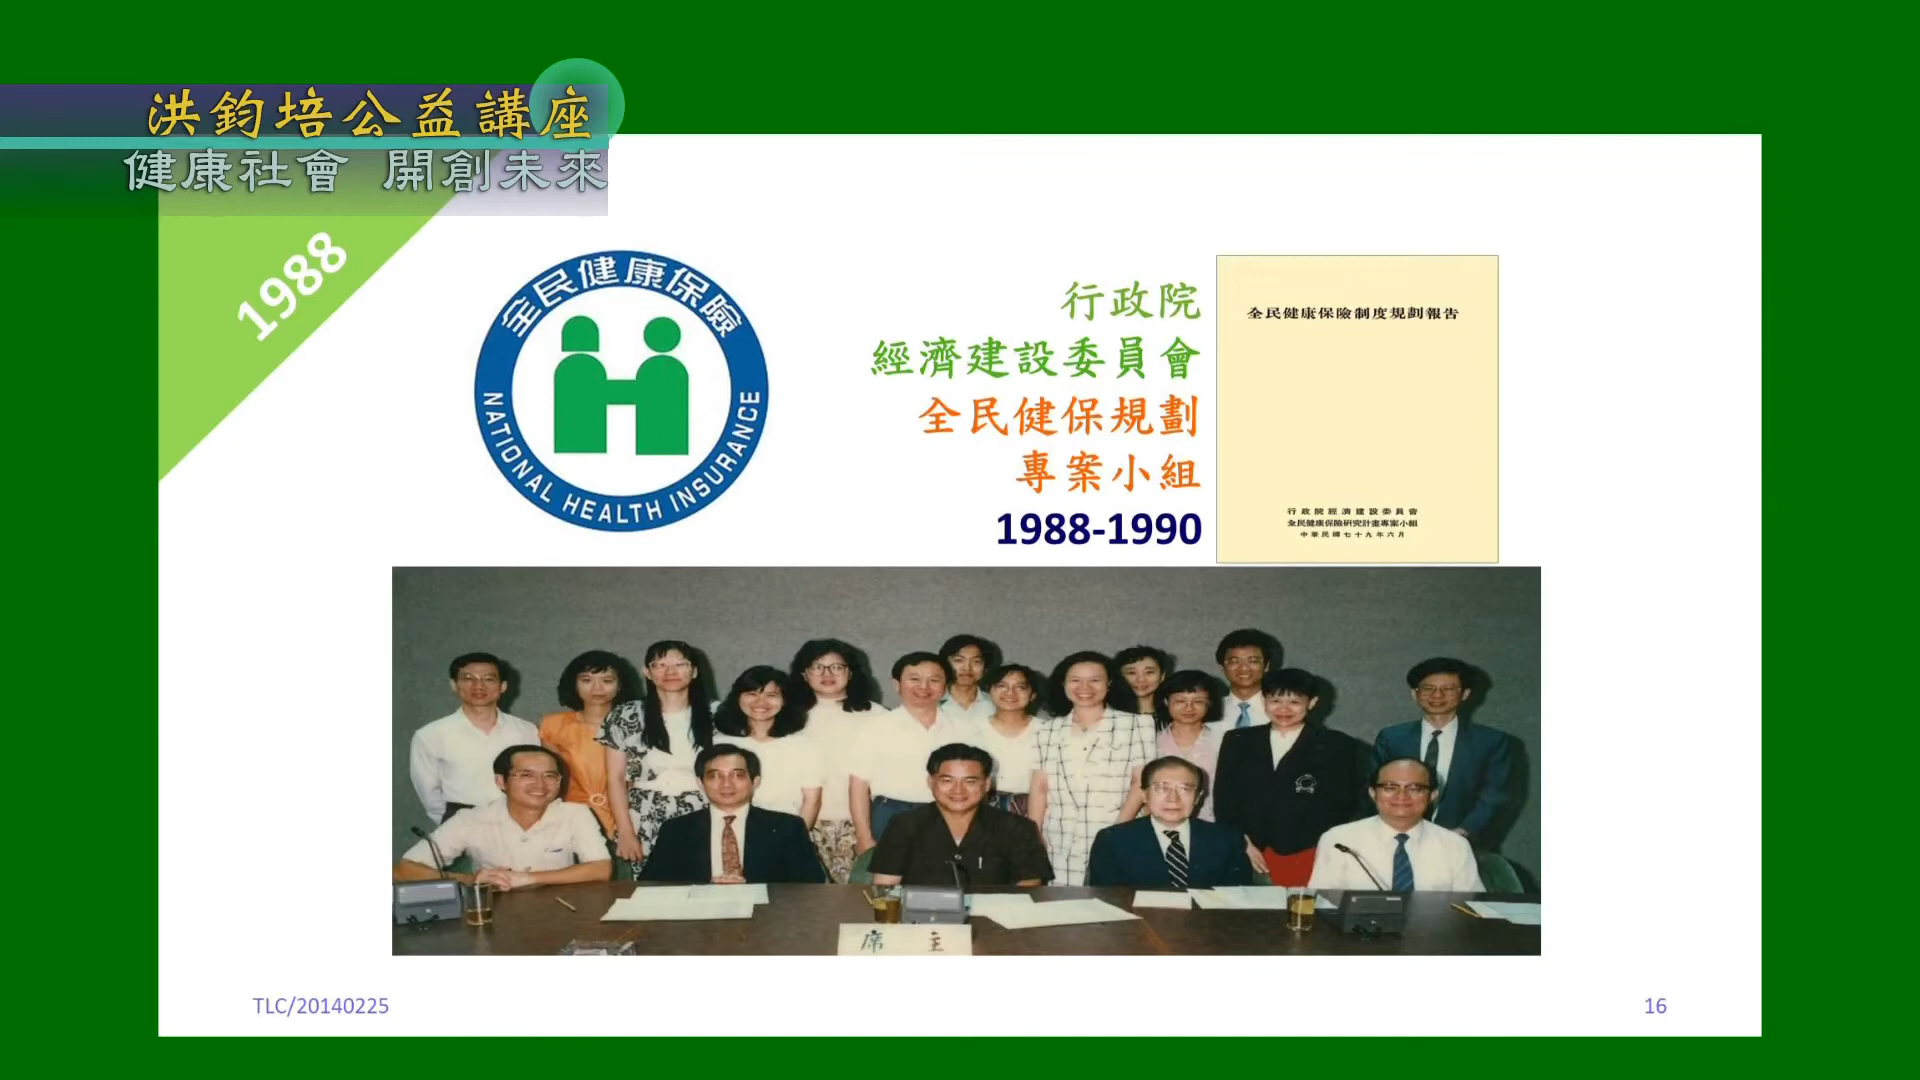 洪鈞培公益講座
健康社會 開創未來
1988
全民健康保險
NATIONAL HEALTH INSURANCE
行政院
經濟建設委員會
全民健保規劃
專案小組
1988-1990
全民健康保險制度規劃報告
行政院經濟建設委員會
全民健康保險研究計畫專案小組
中華民國七十九年六月
席 主
TLC/20140225
16